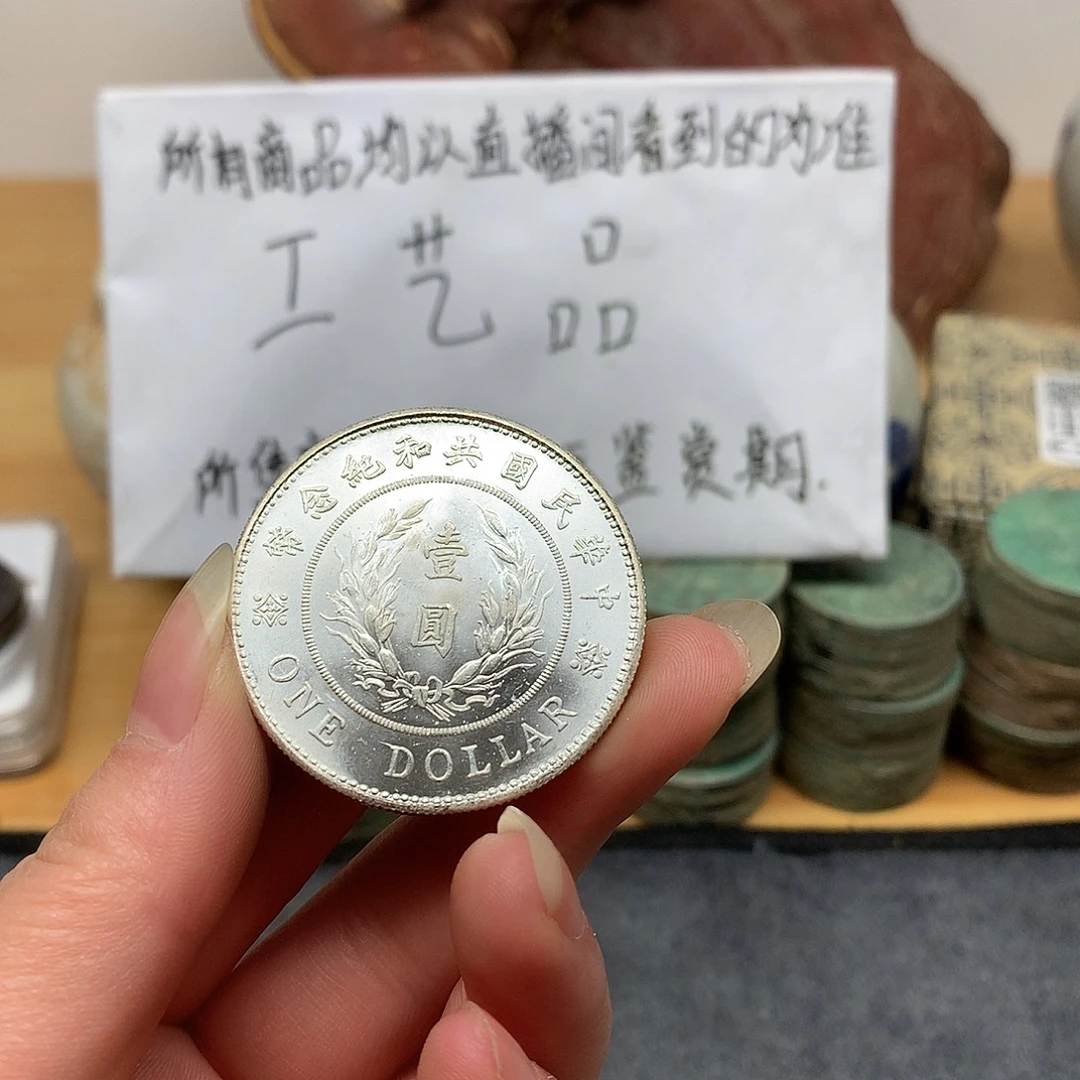 所有商品均以直播间看到的为准
工艺品
所 鉴赏期.
中華民國共和紀念幣
壹圓
ONE DOLLAR